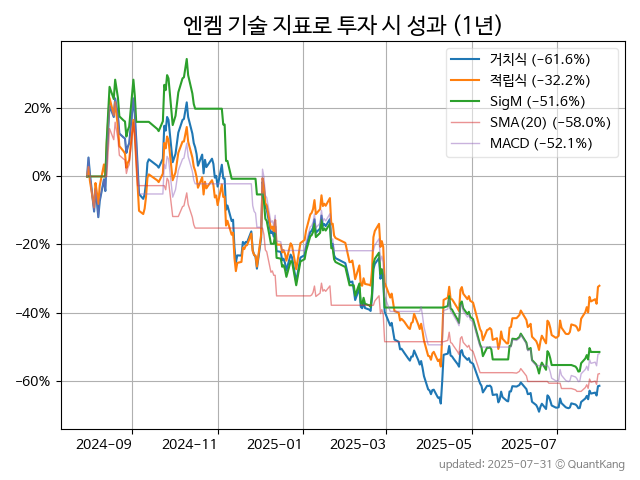 엔켐 기술 지표로 투자 시 성과 (1년)
거치식 (−61.6%)
적립식 (−32.2%)
SigM (−51.6%)
SMA(20) (−58.0%)
MACD (−52.1%)
20%
0%
−20%
−40%
−60%
2024−09
2024−11
2025−01
2025−03
2025−05
2025−07
updated: 2025-07-31 © QuantKang